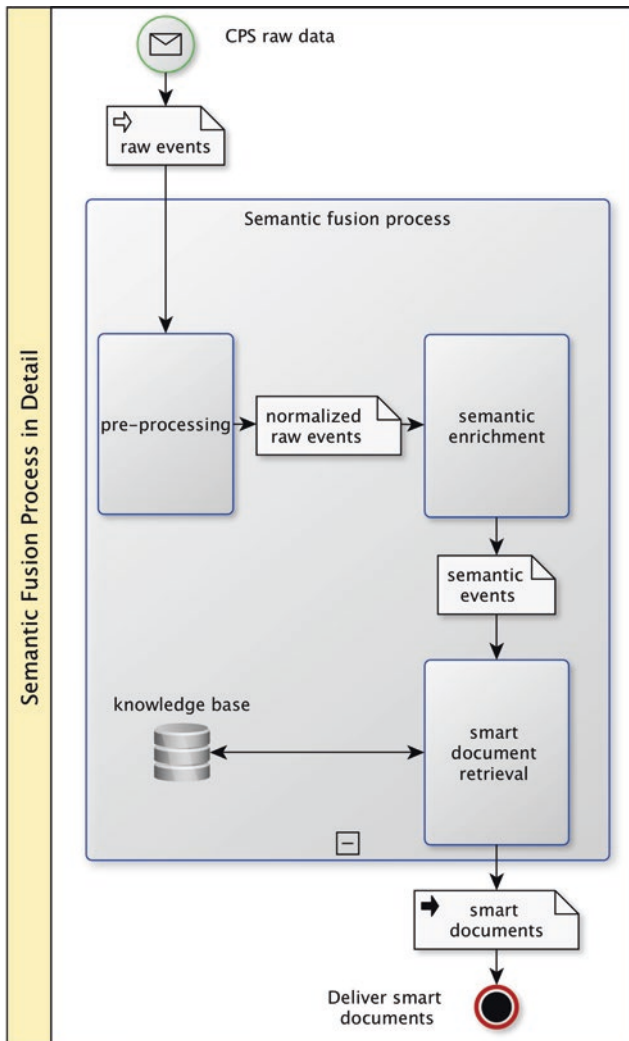 Semantic Fusion Process in Detail
CPS raw data
raw events
Semantic fusion process
pre-processing
normalized
raw events
semantic
enrichment
semantic
events
knowledge base
smart
document
retrieval
smart
documents
Deliver smart
documents